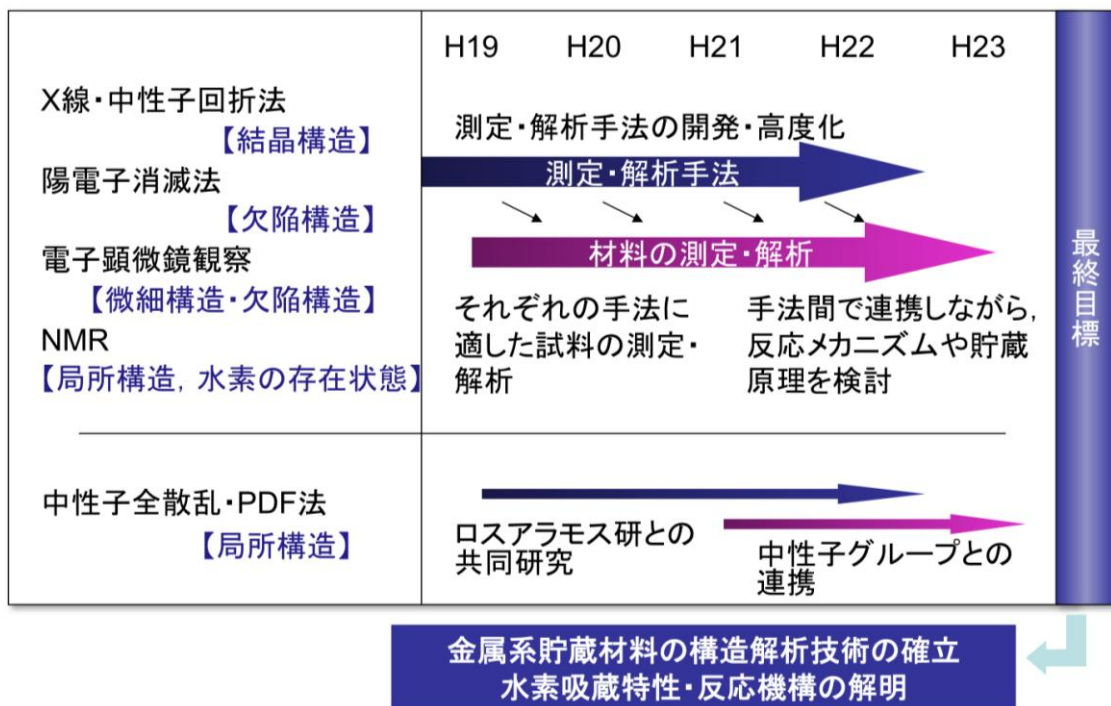 H19 H20 H21 H22 H23
X線・中性子回折法
【結晶構造】
陽電子消滅法
【欠陥構造】
電子顕微鏡観察
【微細構造・欠陥構造】
NMR
【局所構造，水素の存在状態】
測定・解析手法の開発・高度化
測定・解析手法
材料の測定・解析
それぞれの手法に
適した試料の測定・
解析
手法間で連携しながら，
反応メカニズムや貯蔵
原理を検討
中性子全散乱・PDF法
【局所構造】
ロスアラモス研との
共同研究
中性子グループとの
連携
最終目標
金属系貯蔵材料の構造解析技術の確立
水素吸蔵特性・反応機構の解明